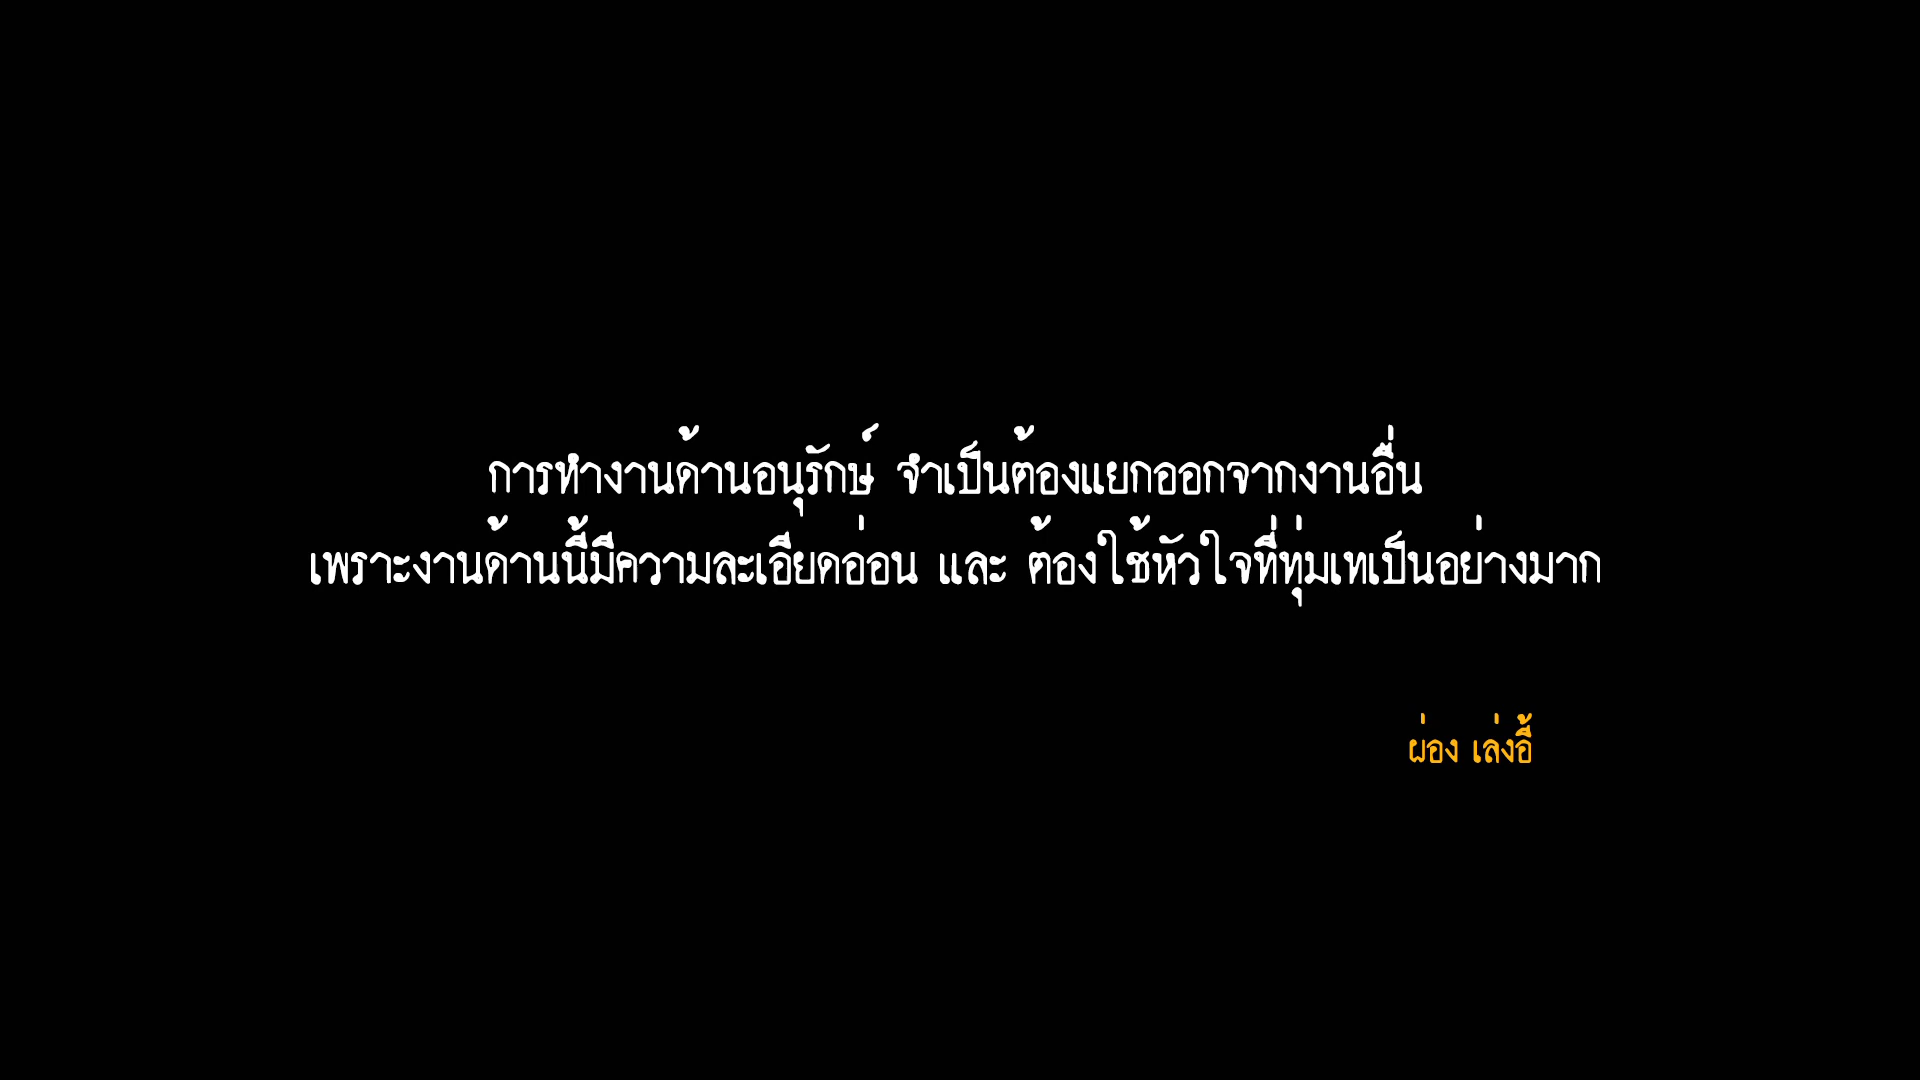 การทำงานด้านอนุรักษ์ จำเป็นต้องแยกออกจากงานอื่น
เพราะงานด้านนี้มีความละเอียดอ่อน และ ต้องใช้หัวใจที่ทุ่มเทเป็นอย่างมาก
ผ่อง เล่งอี้